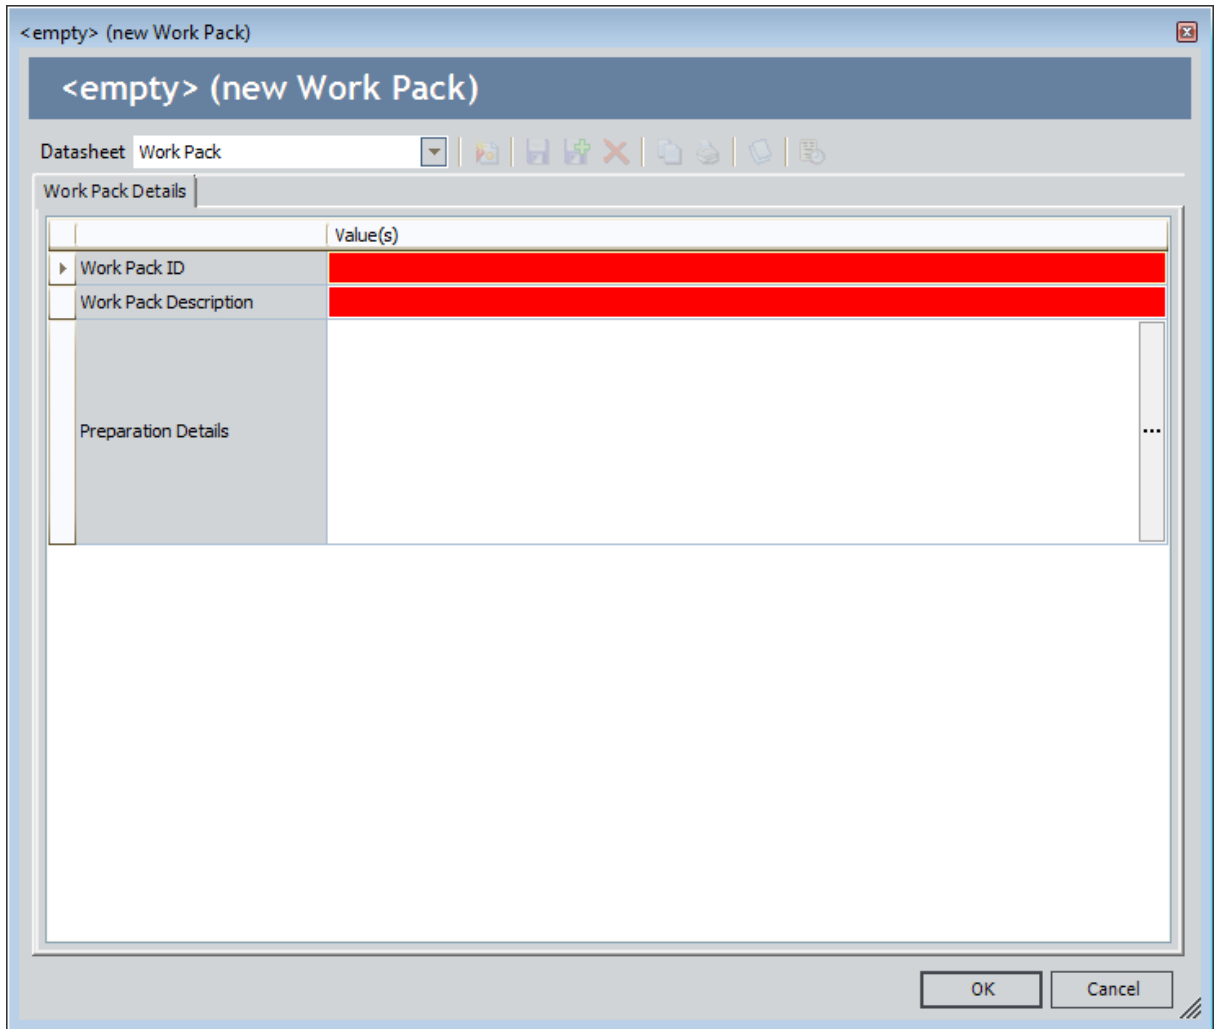 <empty> (new Work Pack)
<empty> (new Work Pack)
Datasheet Work Pack
Work Pack Details
Value(s)
Work Pack ID
Work Pack Description
Preparation Details
...
OK Cancel